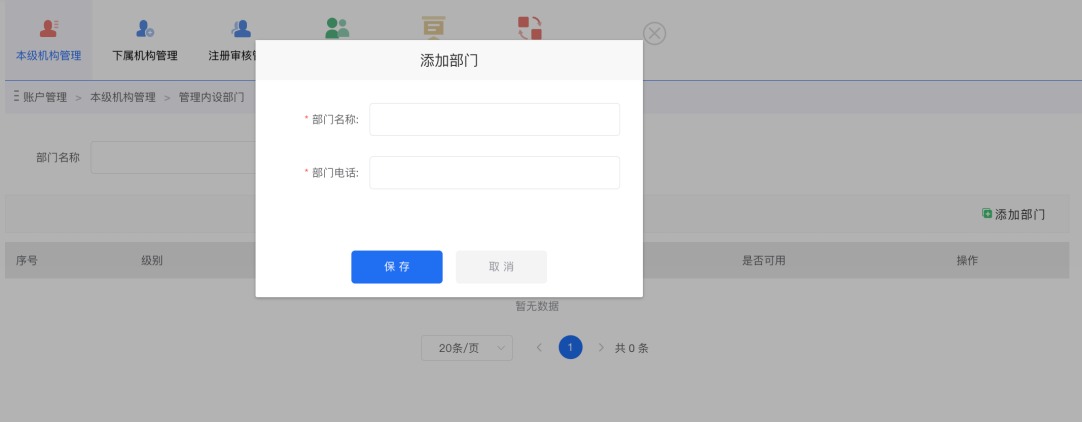 本级机构管理 下属机构管理 注册审核
添加部门
账户管理 > 本级机构管理 > 管理内设部门
* 部门名称:
部门名称
* 部门电话:
添加部门
保存 取消
序号 级别 是否可用 操作
暂无数据
20条/页 < 1 > 共 0 条